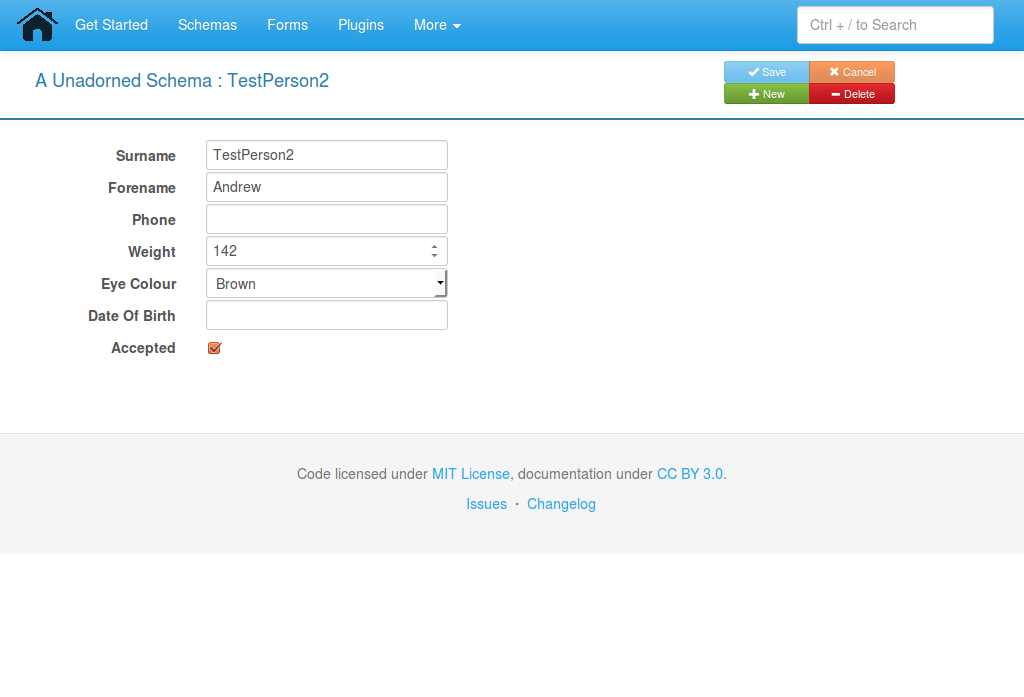 Get Started Schemas Forms Plugins More Ctrl + / to Search
A Unadorned Schema : TestPerson2
Save Cancel
New Delete
Surname TestPerson2
Forename Andrew
Phone
Weight 142
Eye Colour Brown
Date Of Birth
Accepted
Code licensed under MIT License, documentation under CC BY 3.0.
Issues · Changelog